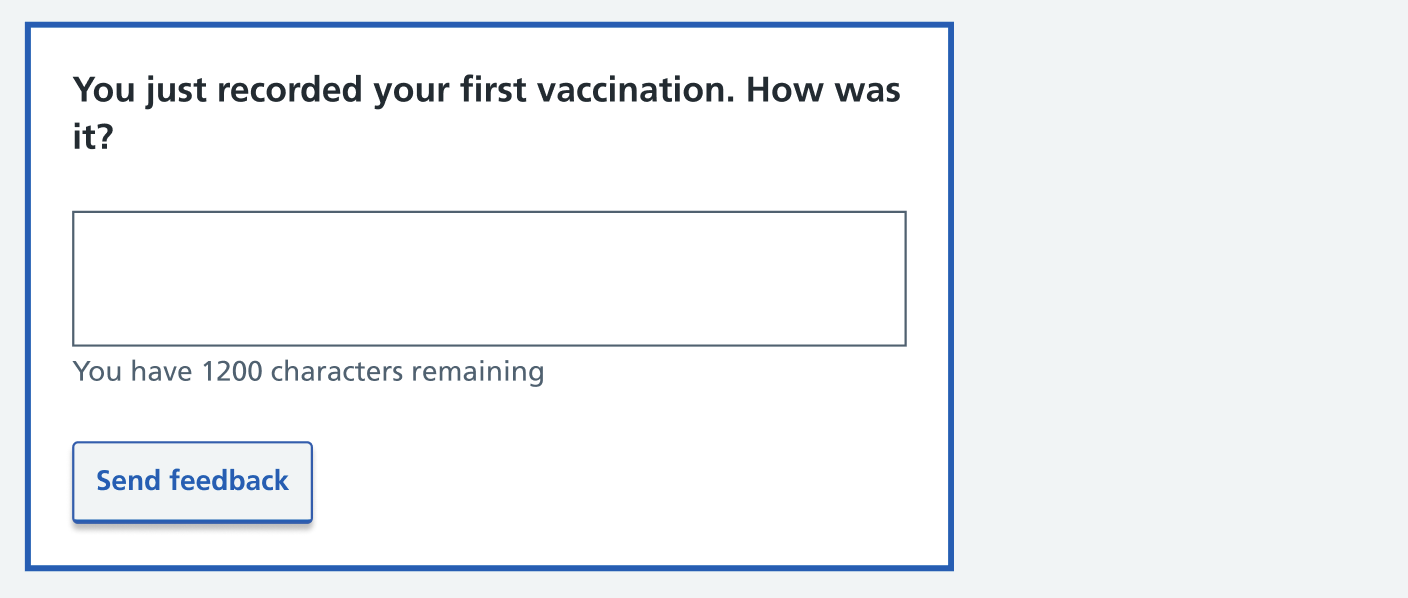 You just recorded your first vaccination. How was
it?
You have 1200 characters remaining
Send feedback